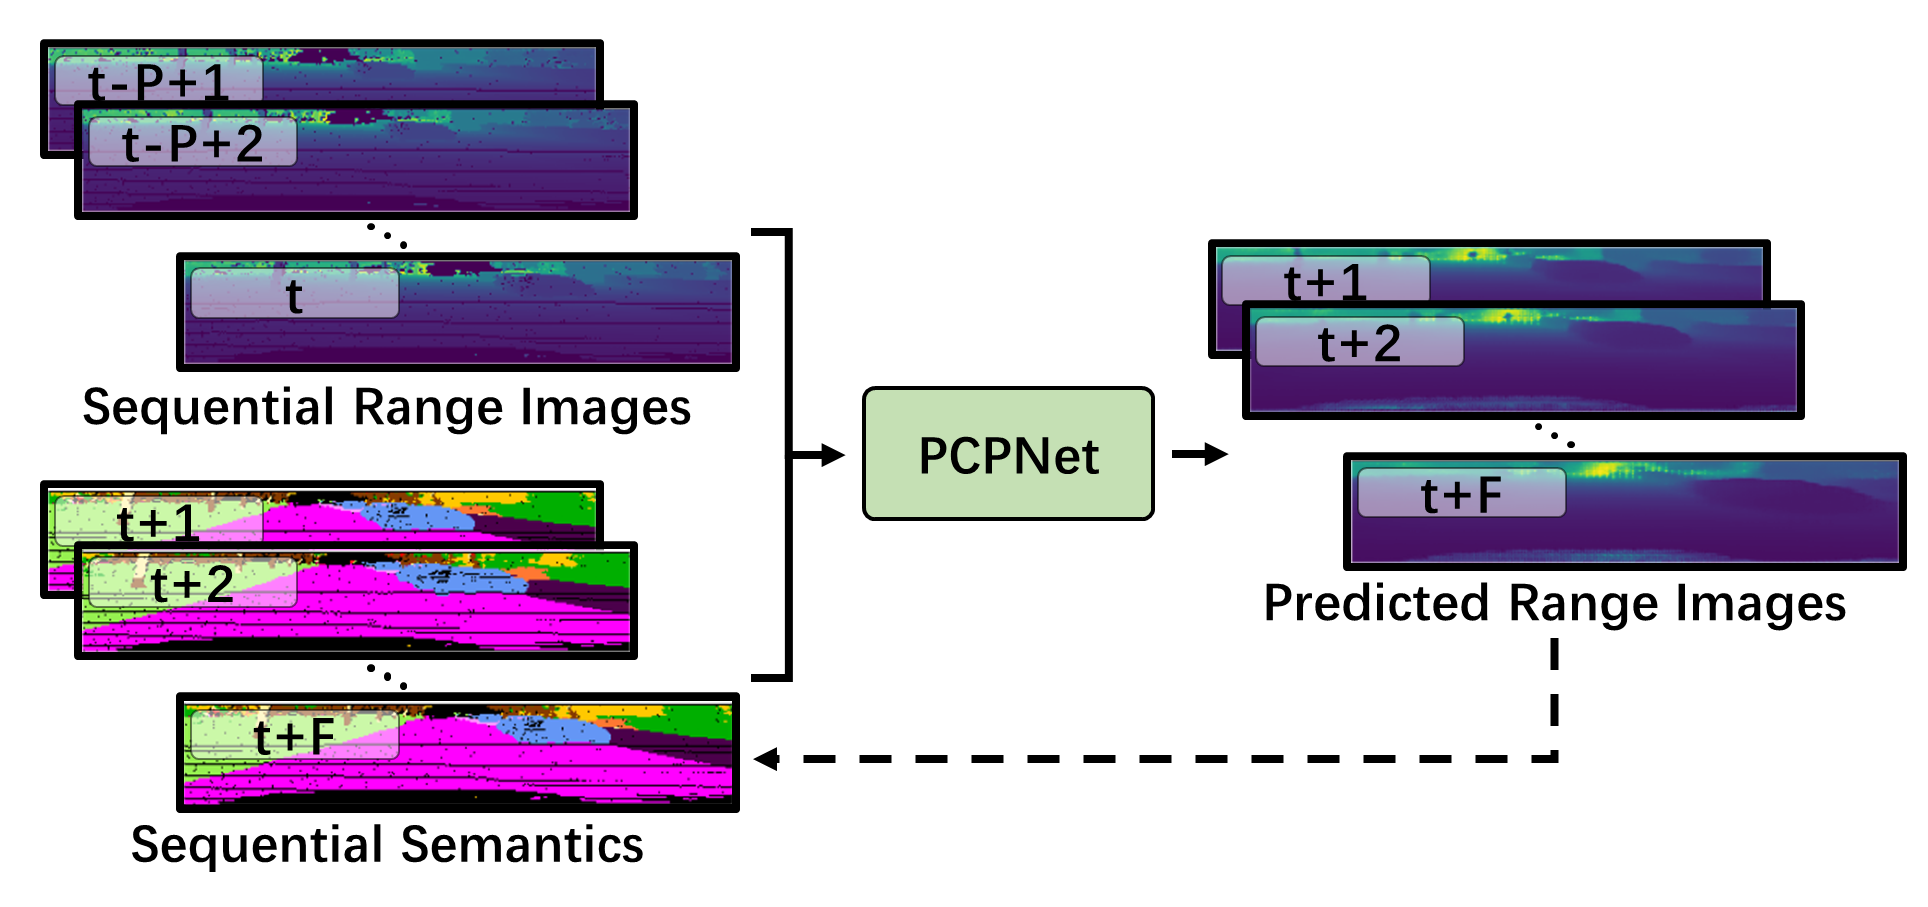 t-P+1
t-P+2
t
Sequential Range Images
t+1
t+2
t+F
Sequential Semantics
PCPNet
t+1
t+2
t+F
Predicted Range Images